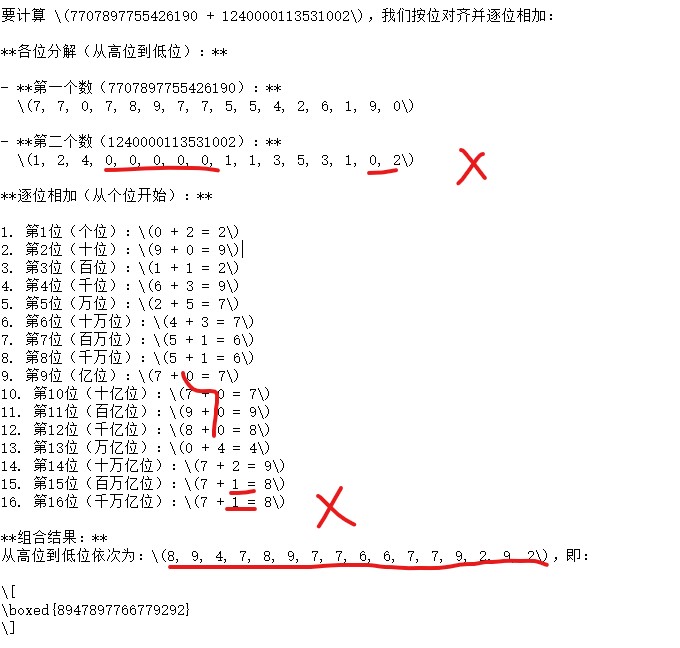 要计算 \(7707897755426190 + 1240000113531002\)，我们按位对齐并逐位相加：
**各位分解（从高位到低位）：**
- **第一个数（7707897755426190）：**
\(7, 7, 0, 7, 8, 9, 7, 7, 5, 5, 4, 2, 6, 1, 9, 0\)
- **第二个数（1240000113531002）：**
\(1, 2, 4, 0, 0, 0, 0, 0, 1, 1, 3, 5, 3, 1, 0, 2\)
**逐位相加（从个位开始）：**
1. 第1位（个位）：\(0 + 2 = 2\)
2. 第2位（十位）：\(9 + 0 = 9\)
3. 第3位（百位）：\(1 + 1 = 2\)
4. 第4位（千位）：\(6 + 3 = 9\)
5. 第5位（万位）：\(2 + 5 = 7\)
6. 第6位（十万位）：\(4 + 3 = 7\)
7. 第7位（百万位）：\(5 + 1 = 6\)
8. 第8位（千万位）：\(5 + 1 = 6\)
9. 第9位（亿位）：\(7 + 0 = 7\)
10. 第10位（十亿位）：\(7 + 0 = 7\)
11. 第11位（百亿位）：\(9 + 0 = 9\)
12. 第12位（千亿位）：\(8 + 0 = 8\)
13. 第13位（万亿位）：\(0 + 4 = 4\)
14. 第14位（十万亿位）：\(7 + 2 = 9\)
15. 第15位（百万亿位）：\(7 + 1 = 8\)
16. 第16位（千万亿位）：\(7 + 1 = 8\)
**组合结果：**
从高位到低位依次为：\(8, 9, 4, 7, 8, 9, 7, 7, 6, 6, 7, 7, 9, 2, 9, 2\)，即：
\[
\boxed{8947897766779292}
\]